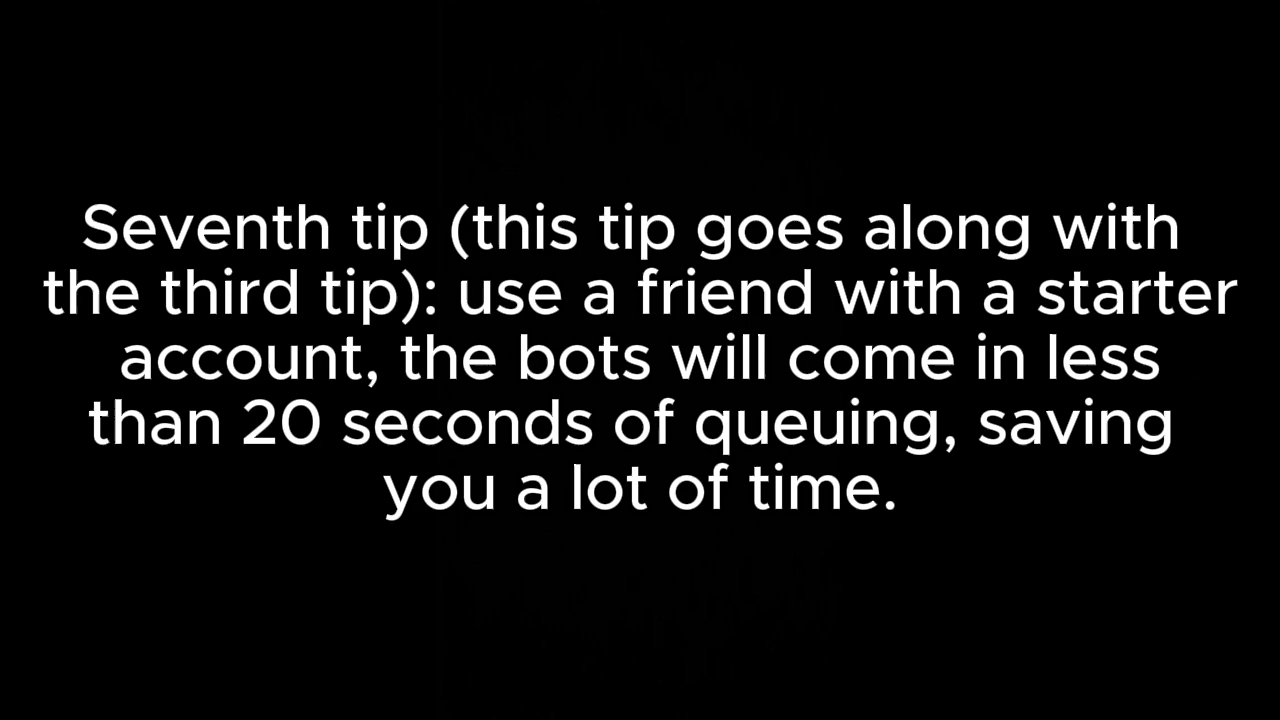 Seventh tip (this tip goes along with
the third tip): use a friend with a starter
account, the bots will come in less
than 20 seconds of queuing, saving
you a lot of time.